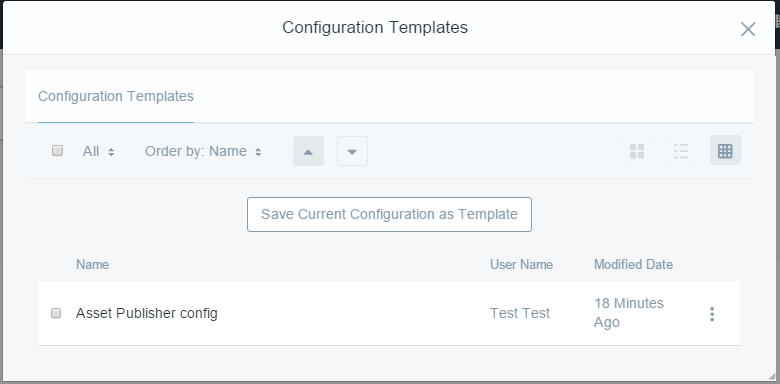 Configuration Templates
Configuration Templates
All Order by: Name
Save Current Configuration as Template
Name User Name Modified Date
Asset Publisher config Test Test 18 Minutes
Ago